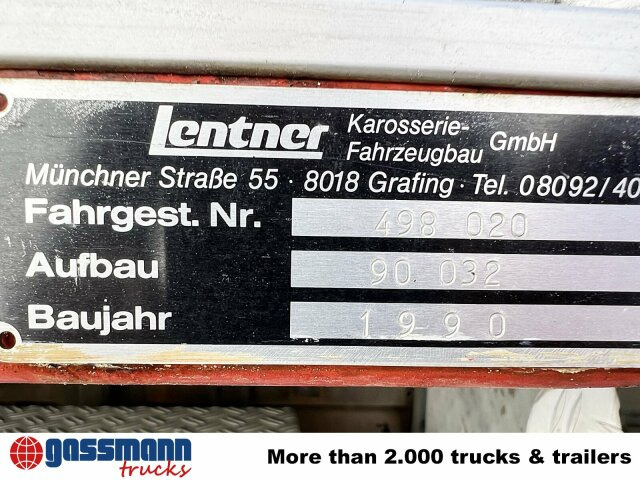 Lentner Karosserie- Fahrzeugbau GmbH
Münchner Straße 55 · 8018 Grafing · Tel. 08092/40
Fahrgest. Nr. 498 020
Aufbau 90 032
Baujahr 1990
gassmann trucks
More than 2.000 trucks & trailers